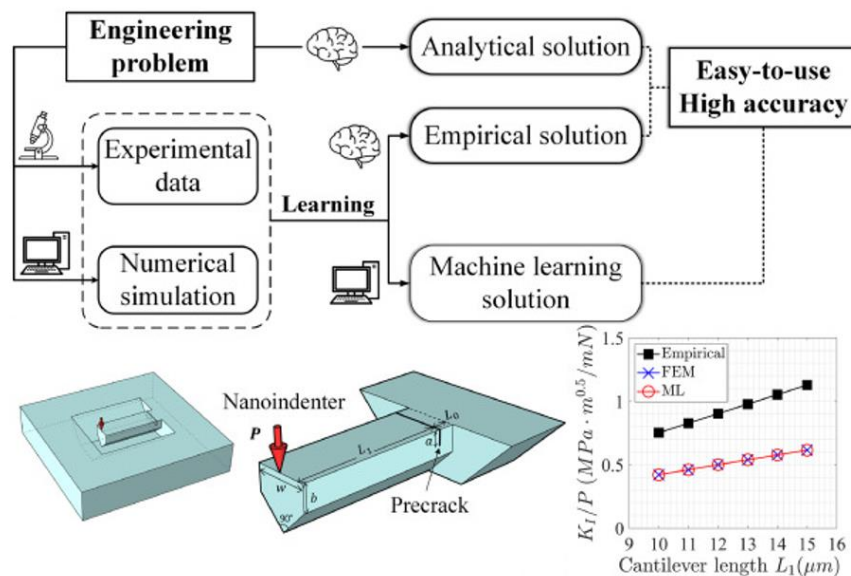 Engineering
problem
Analytical solution
Easy-to-use
High accuracy
Experimental
data
Empirical solution
Learning
Numerical
simulation
Machine learning
solution
Nanoindenter
P
L₁
L₀
a
w
b
90°
Precrack
K_I/P (MPa · m^0.5/mN)
1.5
1
0.5
0
Empirical
FEM
ML
9 10 11 12 13 14 15 16
Cantilever length L₁(μm)